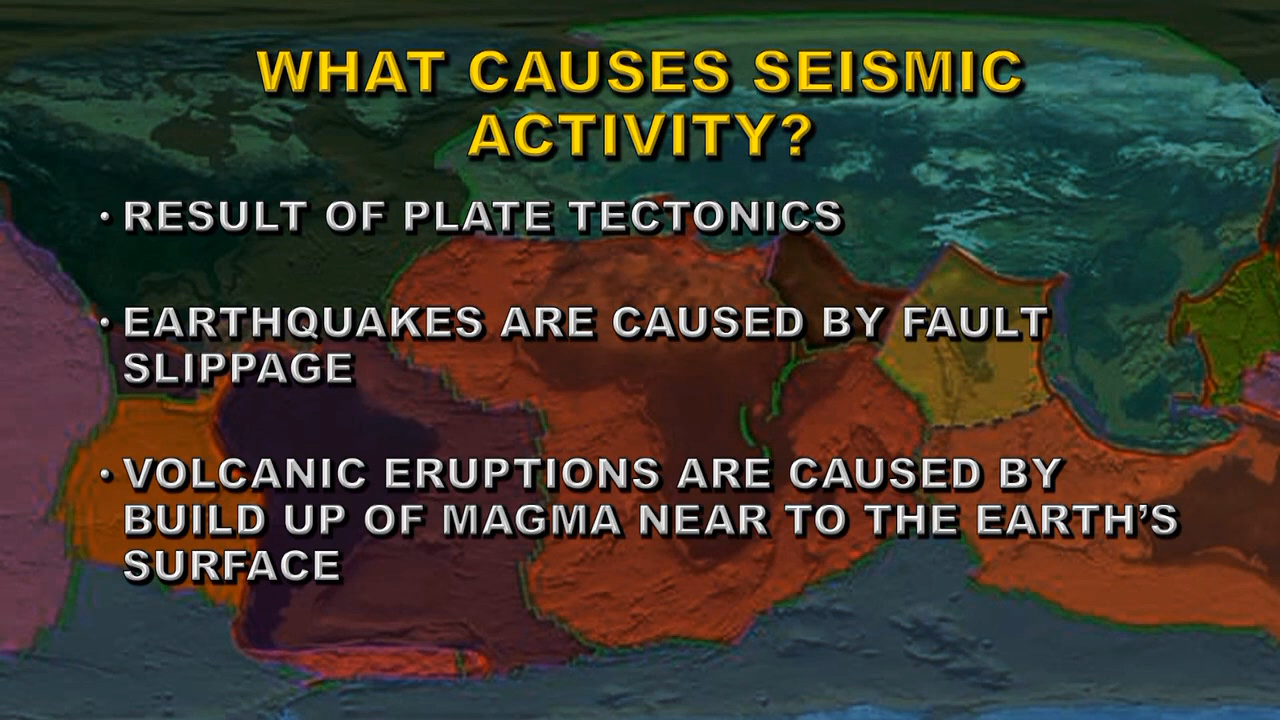 WHAT CAUSES SEISMIC
ACTIVITY?
• RESULT OF PLATE TECTONICS
• EARTHQUAKES ARE CAUSED BY FAULT
SLIPPAGE
• VOLCANIC ERUPTIONS ARE CAUSED BY
BUILD UP OF MAGMA NEAR TO THE EARTH’S
SURFACE